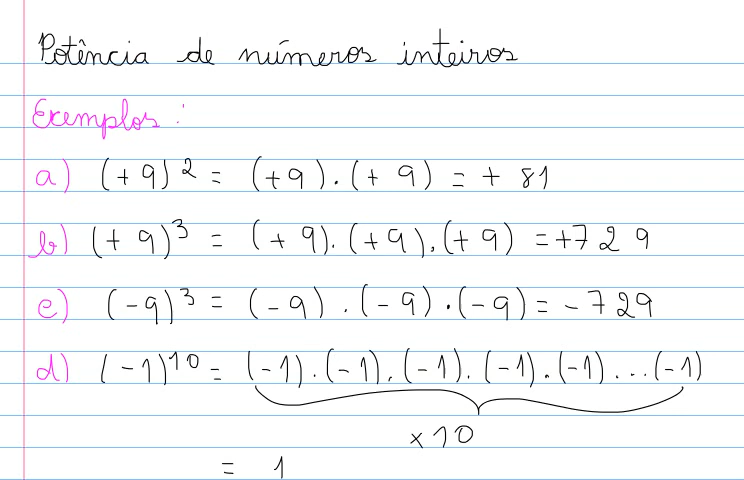 Potência de números inteiros
Exemplos:
a) (+9)² = (+9).(+9) = + 81
b) (+9)³ = (+9).(+9).(+9) = +729
c) (-9)³ = (-9).(-9).(-9) = -729
d) (-1)¹⁰ = (-1).(-1).(-1).(-1).(-1)...(-1)
x 10
= 1